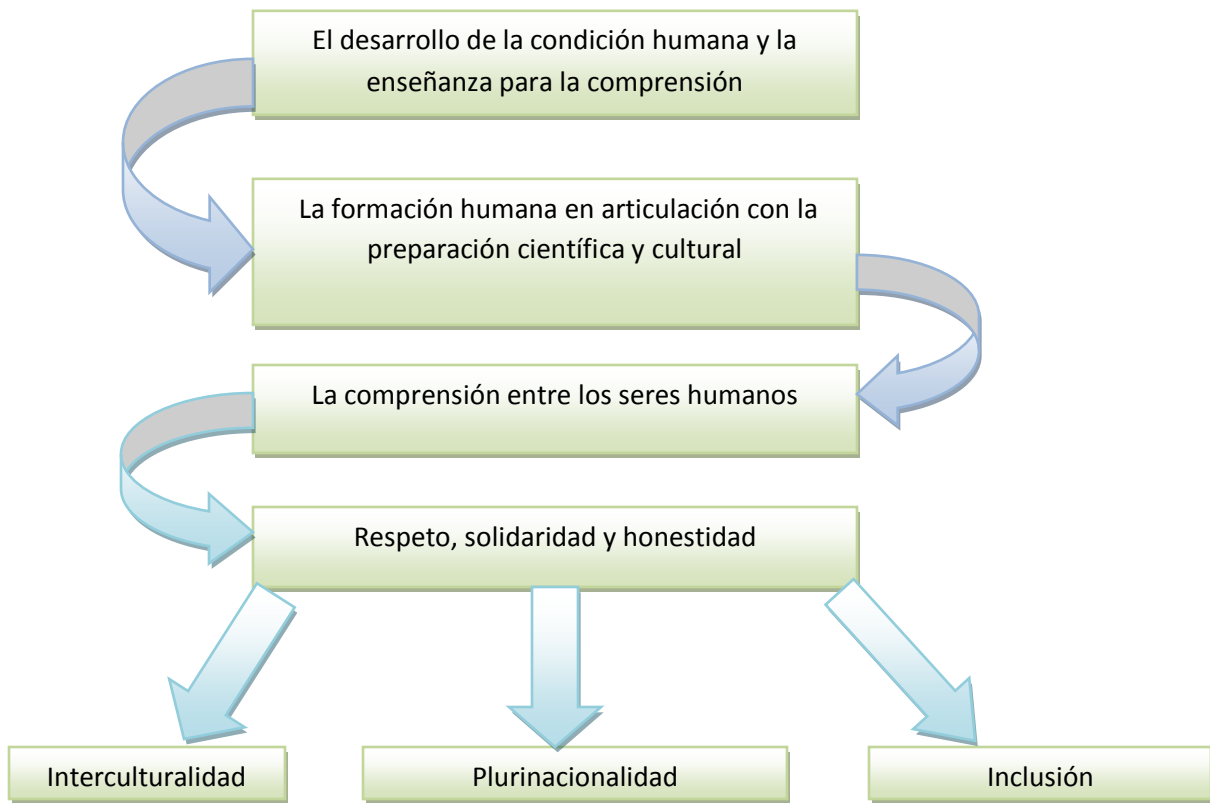 El desarrollo de la condición humana y la
enseñanza para la comprensión
La formación humana en articulación con la
preparación científica y cultural
La comprensión entre los seres humanos
Respeto, solidaridad y honestidad
Interculturalidad
Plurinacionalidad
Inclusión